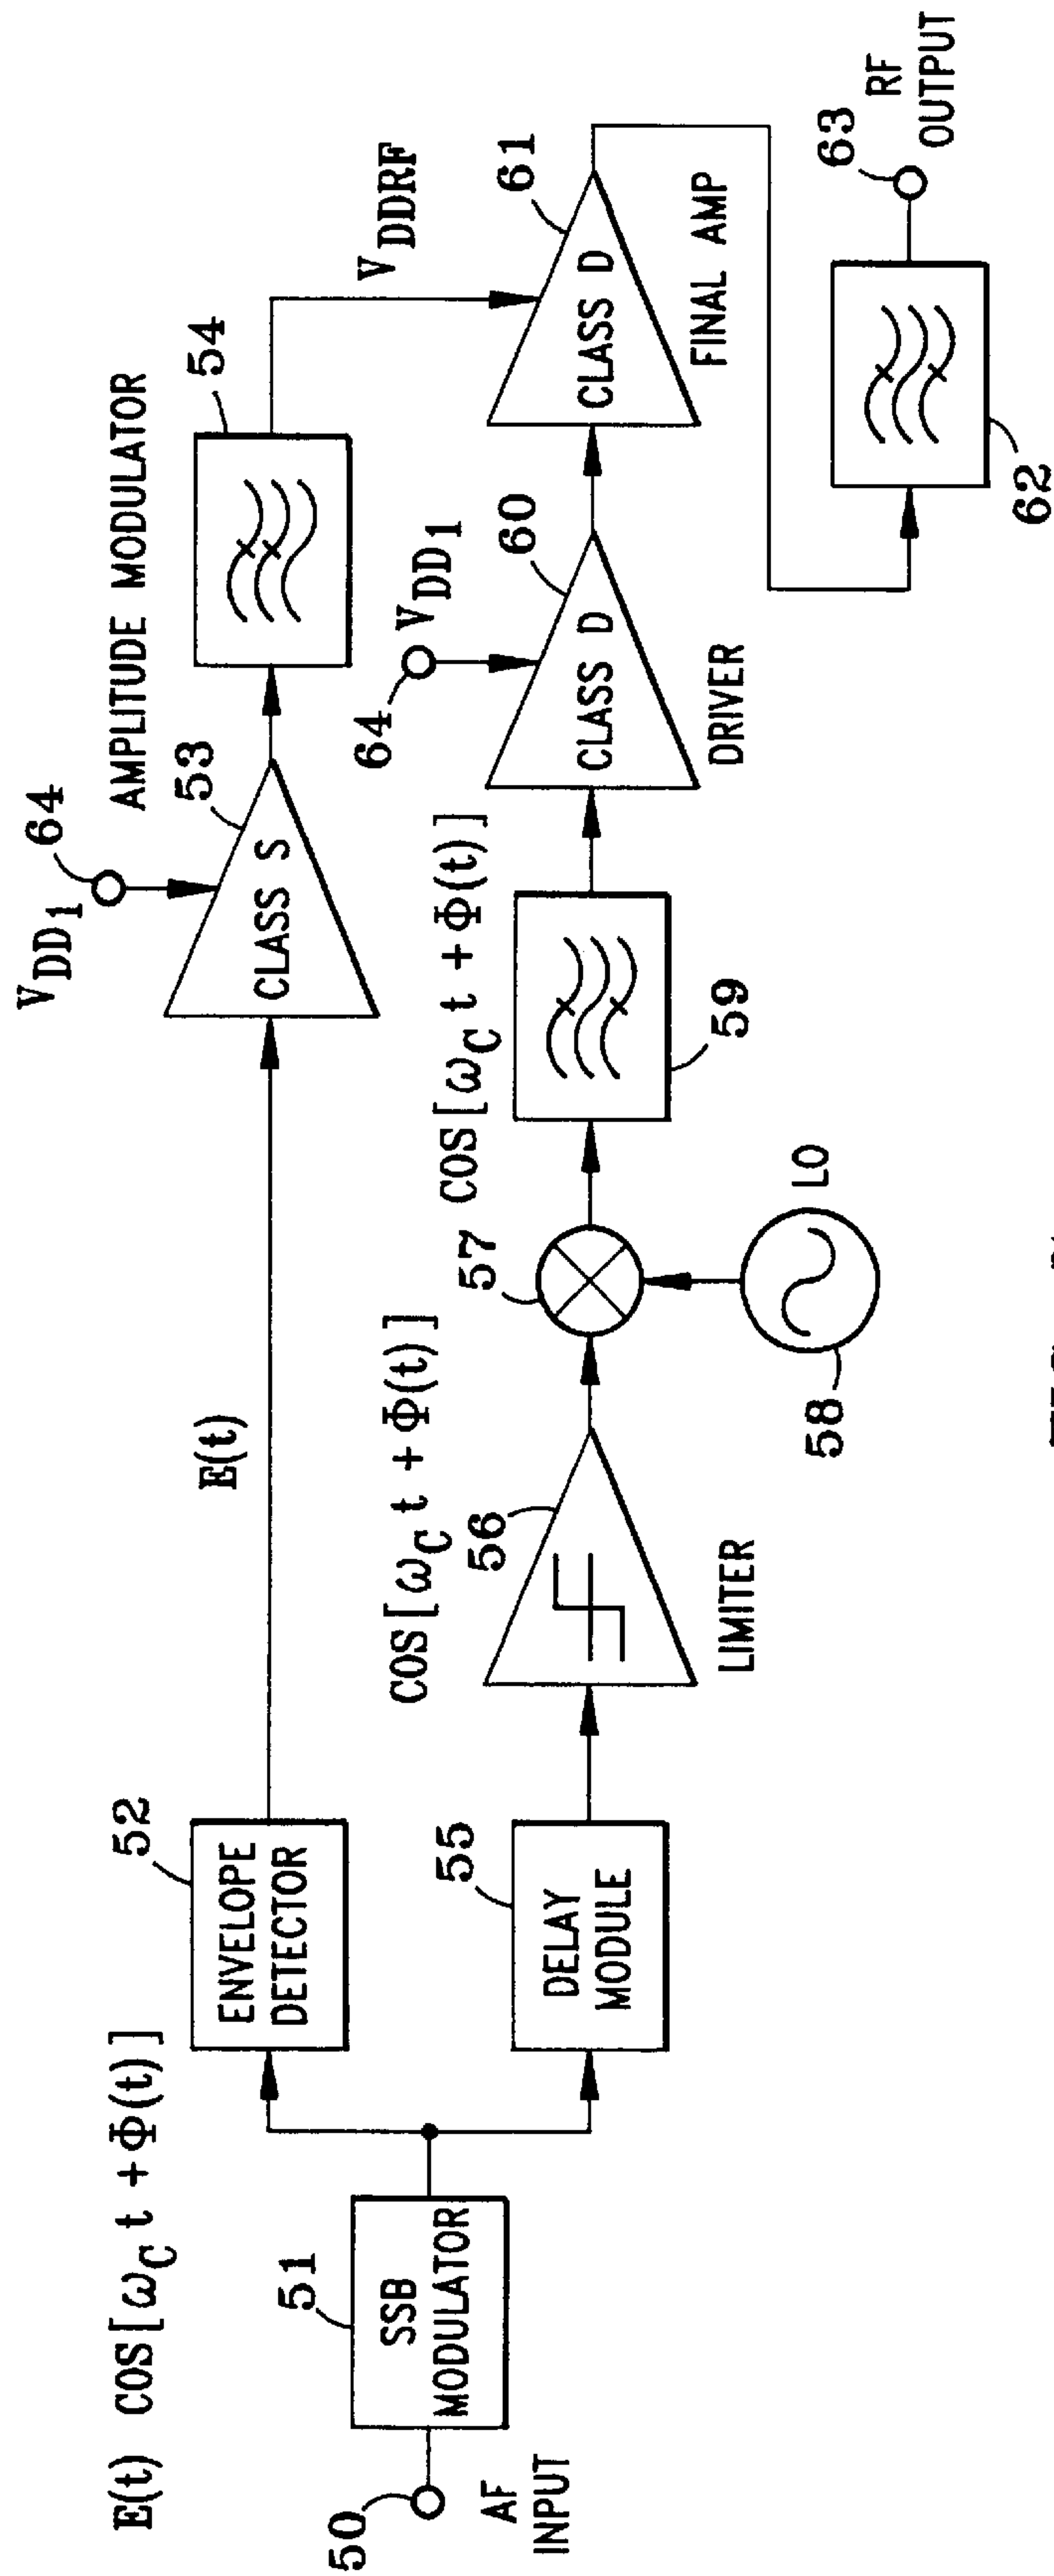 E(t) COS[ω_C t + Φ(t)]
50
AF
INPUT
51
SSB
MODULATOR
52
ENVELOPE
DETECTOR
E(t)
V_DD1
64
53
CLASS S
AMPLITUDE MODULATOR
54
V_DDRF
55
DELAY
MODULE
COS[ω_C t + Φ(t)]
56
LIMITER
57
COS[ω_C t + Φ(t)]
58
LO
59
64
V_DD1
60
CLASS D
DRIVER
61
CLASS D
FINAL AMP
62
63
RF
OUTPUT